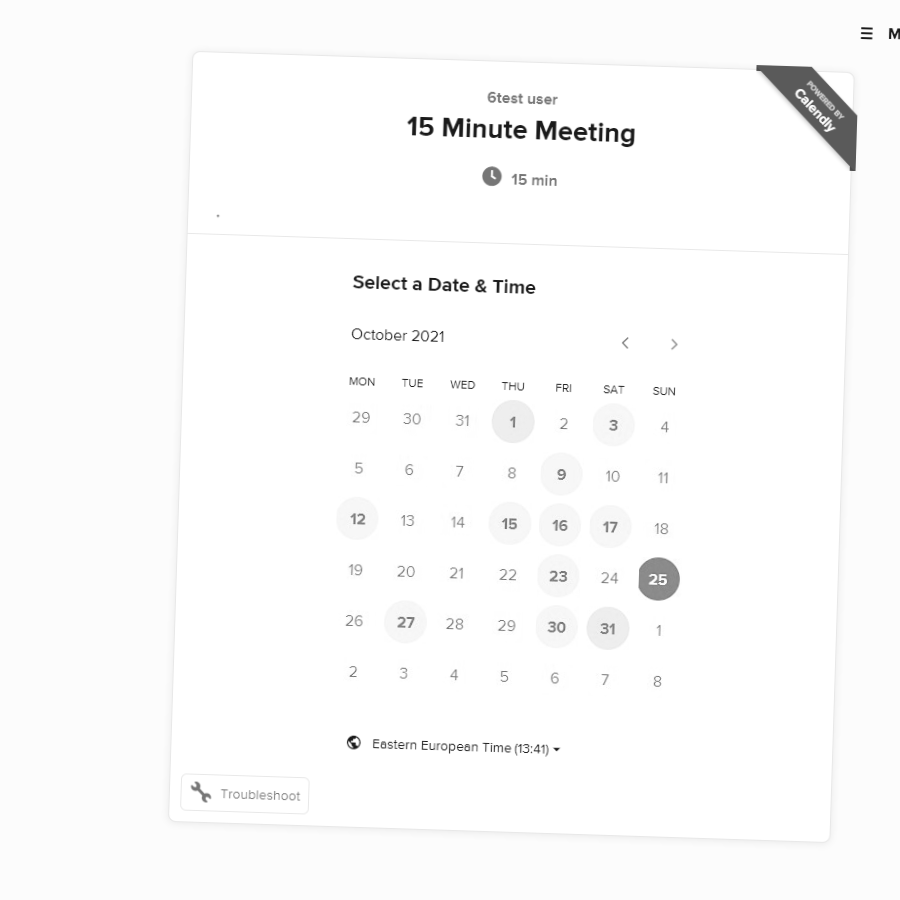 ☰ M
POWERED BY
Calendly
6test user
15 Minute Meeting
15 min
.
Select a Date & Time
October 2021
MON TUE WED THU FRI SAT SUN
29 30 31 1 2 3 4
5 6 7 8 9 10 11
12 13 14 15 16 17 18
19 20 21 22 23 24 25
26 27 28 29 30 31 1
2 3 4 5 6 7 8
Eastern European Time (13:41)
Troubleshoot